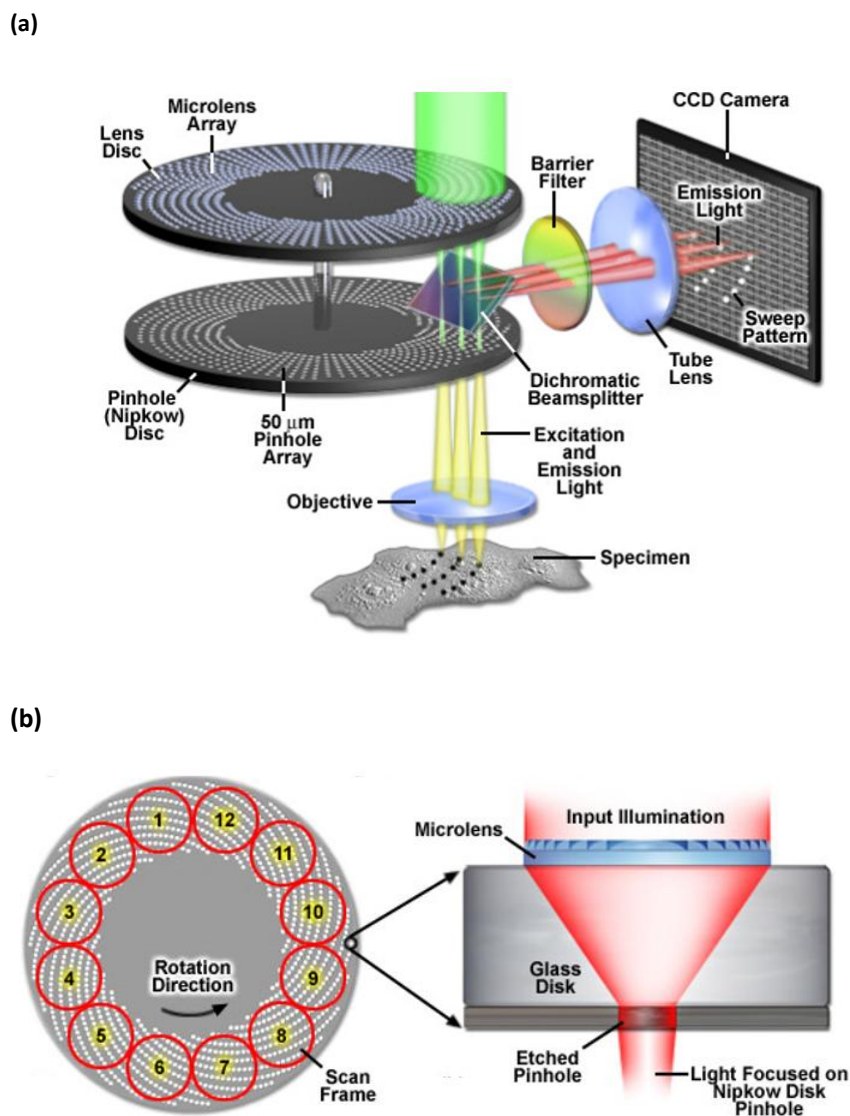 (a)
Microlens
Array
Lens
Disc
CCD Camera
Barrier
Filter
Emission
Light
Sweep
Pattern
Tube
Lens
Dichromatic
Beamsplitter
Pinhole
(Nipkow)
Disc
50 μm
Pinhole
Array
Excitation
and
Emission
Light
Objective
Specimen
(b)
1
12
2
11
3
10
4
9
5
8
6
7
Rotation
Direction
Scan
Frame
Input Illumination
Microlens
Glass
Disk
Etched
Pinhole
Light Focused on
Nipkow Disk
Pinhole